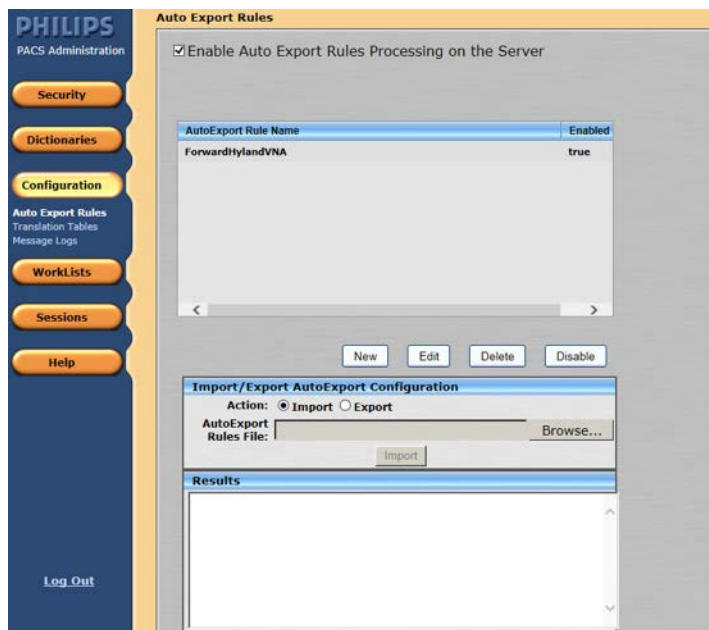 PHILIPS
PACS Administration
Security
Dictionaries
Configuration
Auto Export Rules
Translation Tables
Message Logs
WorkLists
Sessions
Help
Log Out
Auto Export Rules
Enable Auto Export Rules Processing on the Server
AutoExport Rule Name Enabled
ForwardHylandVNA true
New Edit Delete Disable
Import/Export AutoExport Configuration
Action: Import Export
AutoExport
Rules File: Browse...
Import
Results